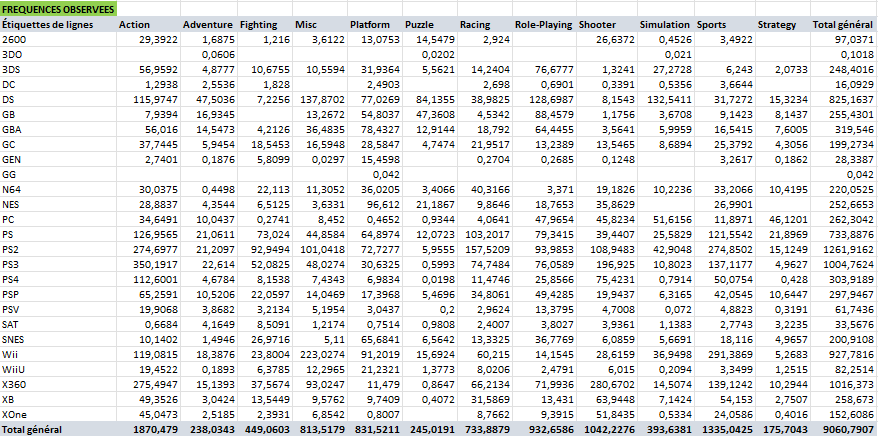 FREQUENCES OBSERVEES
Étiquettes de lignes Action Adventure Fighting Misc Platform Puzzle Racing Role-Playing Shooter Simulation Sports Strategy Total général
2600 29,3922 1,6875 1,216 3,6122 13,0753 14,5479 2,924 26,6372 0,4526 3,4922 97,0371
3DO 0,0606 0,0202 0,021 0,1018
3DS 56,9592 4,8777 10,6755 10,5594 31,9364 5,5621 14,2404 76,6777 1,3241 27,2728 6,243 2,0733 248,4016
DC 1,2938 2,5536 1,828 2,4903 2,698 0,6901 0,3391 0,5356 3,6644 16,0929
DS 115,9747 47,5036 7,2256 137,8702 77,0269 84,1355 38,9825 128,6987 8,1543 132,5411 31,7272 15,3234 825,1637
GB 7,9394 16,9345 13,2672 54,8037 47,3608 4,5342 88,4579 1,1756 3,6708 9,1423 8,1437 255,4301
GBA 56,016 14,5473 4,2126 36,4835 78,4327 12,9144 18,792 64,4455 3,5641 5,9959 16,5415 7,6005 319,546
GC 37,7445 5,9454 18,5453 16,5948 28,5847 4,7474 21,9517 13,2389 13,5465 8,6894 25,3792 4,3056 199,2734
GEN 2,7401 0,1876 5,8099 0,0297 15,4598 0,2704 0,2685 0,1248 3,2617 0,1862 28,3387
GG 0,042 0,042
N64 30,0375 0,4498 22,113 11,3052 36,0205 3,4066 40,3166 3,371 19,1826 10,2236 33,2066 10,4195 220,0525
NES 28,8837 4,3544 6,5125 3,6331 96,612 21,1867 9,8646 18,7653 35,8629 26,9901 252,6653
PC 34,6491 10,0437 0,2741 8,452 0,4652 0,9344 4,0641 47,9654 45,8234 51,6156 11,8971 46,1201 262,3042
PS 126,9565 21,0611 73,024 44,8584 64,8974 12,0723 103,2017 79,3415 39,4407 25,5829 121,5542 21,8969 733,8876
PS2 274,6977 21,2097 92,9494 101,0418 72,7277 5,9555 157,5209 93,9853 108,9483 42,9048 274,8502 15,1249 1261,9162
PS3 350,1917 22,614 52,0825 48,0274 30,6325 0,5993 74,7484 76,0589 196,925 10,8023 137,1177 4,9627 1004,7624
PS4 112,6001 4,6784 8,1538 7,4343 6,9834 0,0198 11,4746 25,8566 75,4231 0,7914 50,0754 0,428 303,9189
PSP 65,2591 10,5206 22,0597 14,0469 17,3968 5,4696 34,8061 49,4285 19,9437 6,3165 42,0545 10,6447 297,9467
PSV 19,9068 3,8682 3,2134 5,1954 3,0437 0,2 2,9624 13,3795 4,7008 0,072 4,8823 0,3191 61,7436
SAT 0,6684 4,1649 8,5091 1,2174 0,7514 0,9808 2,4007 3,8027 3,9361 1,1383 2,7743 3,2235 33,5676
SNES 10,1402 1,4946 26,9716 5,11 65,6841 6,5642 13,3325 36,7769 6,0859 5,6691 18,116 4,9657 200,9108
Wii 119,0815 18,3876 23,8004 223,0274 91,2019 15,6924 60,215 14,1545 28,6159 36,9498 291,3869 5,2683 927,7816
WiiU 19,4522 0,1893 6,3785 12,2965 21,2321 1,3773 8,0206 2,4791 6,015 0,2094 3,3499 1,2515 82,2514
X360 275,4947 15,1393 37,5674 93,0247 11,479 0,8647 66,2134 71,9936 280,6702 14,5074 139,1242 10,2944 1016,373
XB 49,3526 3,0424 13,5449 9,5762 9,7409 0,4072 31,5869 13,431 63,9448 7,1424 54,153 2,7507 258,673
XOne 45,0473 2,5185 2,3931 6,8542 0,8007 8,7662 9,3915 51,8435 0,5334 24,0586 0,4016 152,6086
Total général 1870,479 238,0343 449,0603 813,5179 831,5211 245,0191 733,8879 932,6586 1042,2276 393,6381 1335,0425 175,7043 9060,7907